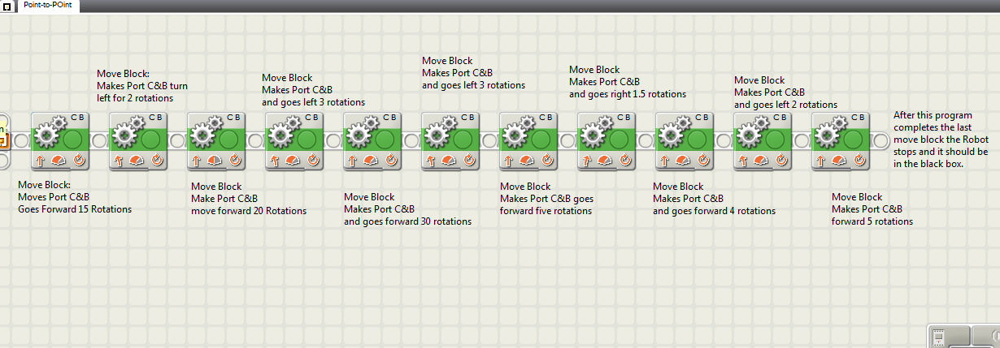 Point-to-POint
Move Block:
Moves Port C&B
Goes Forward 15 Rotations
Move Block:
Makes Port C&B turn
left for 2 rotations
Move Block
Make Port C&B
move forward 20 Rotations
Move Block
Makes Port C&B
and goes left 3 rotations
Move Block
Makes Port C&B
and goes forward 30 rotations
Move Block
Makes Port C&B
and goes left 3 rotations
Move Block
Makes Port C&B goes
forward five rotations
Move Block
Makes Port C&B
and goes right 1.5 rotations
Move Block
Makes Port C&B
and goes forward 4 rotations
Move Block
Makes Port C&B
and goes left 2 rotations
Move Block
Makes Port C&B
forward 5 rotations
After this program
completes the last
move block the Robot
stops and it should be
in the black box.
C B
C B
C B
C B
C B
C B
C B
C B
C B
C B
C B